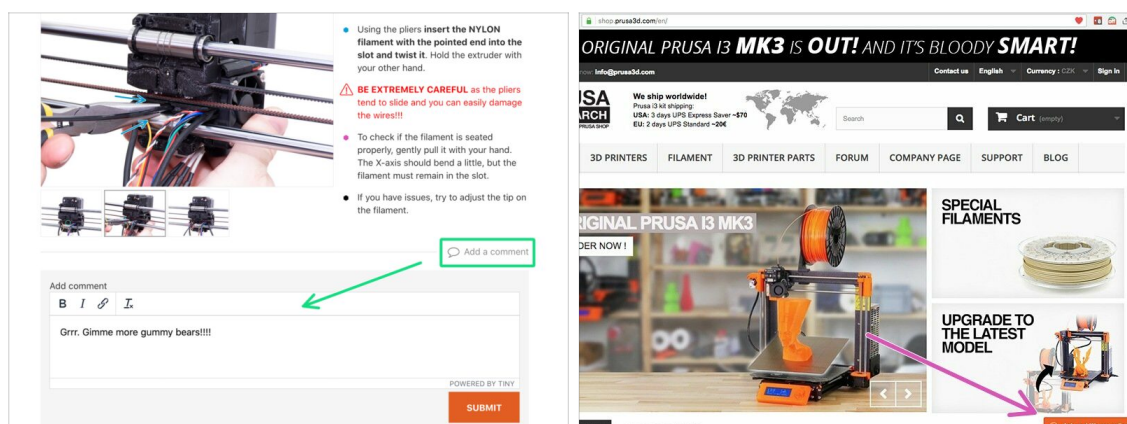 Using the pliers insert the NYLON
filament with the pointed end into the
slot and twist it. Hold the extruder with
your other hand.
BE EXTREMELY CAREFUL as the pliers
tend to slide and you can easily damage
the wires!!!
To check if the filament is seated
properly, gently pull it with your hand.
The X-axis should bend a little, but the
filament must remain in the slot.
If you have issues, try to adjust the tip on
the filament.
Add a comment
Add comment
B I
Grrr. Gimme more gummy bears!!!!
POWERED BY TINY
SUBMIT
shop.prusa3d.com/en/
ORIGINAL PRUSA I3 MK3 IS OUT! AND IT'S BLOODY SMART!
now: info@prusa3d.com
Contact us English Currency : CZK Sign in
We ship worldwide!
Prusa i3 kit shipping:
USA: 3 days UPS Express Saver ~$70
EU: 2 days UPS Standard ~20€
Search
Cart (empty)
3D PRINTERS FILAMENT 3D PRINTER PARTS FORUM COMPANY PAGE SUPPORT BLOG
RIGINAL PRUSA I3 MK3
DER NOW !
SPECIAL
FILAMENTS
UPGRADE TO
THE LATEST
MODEL